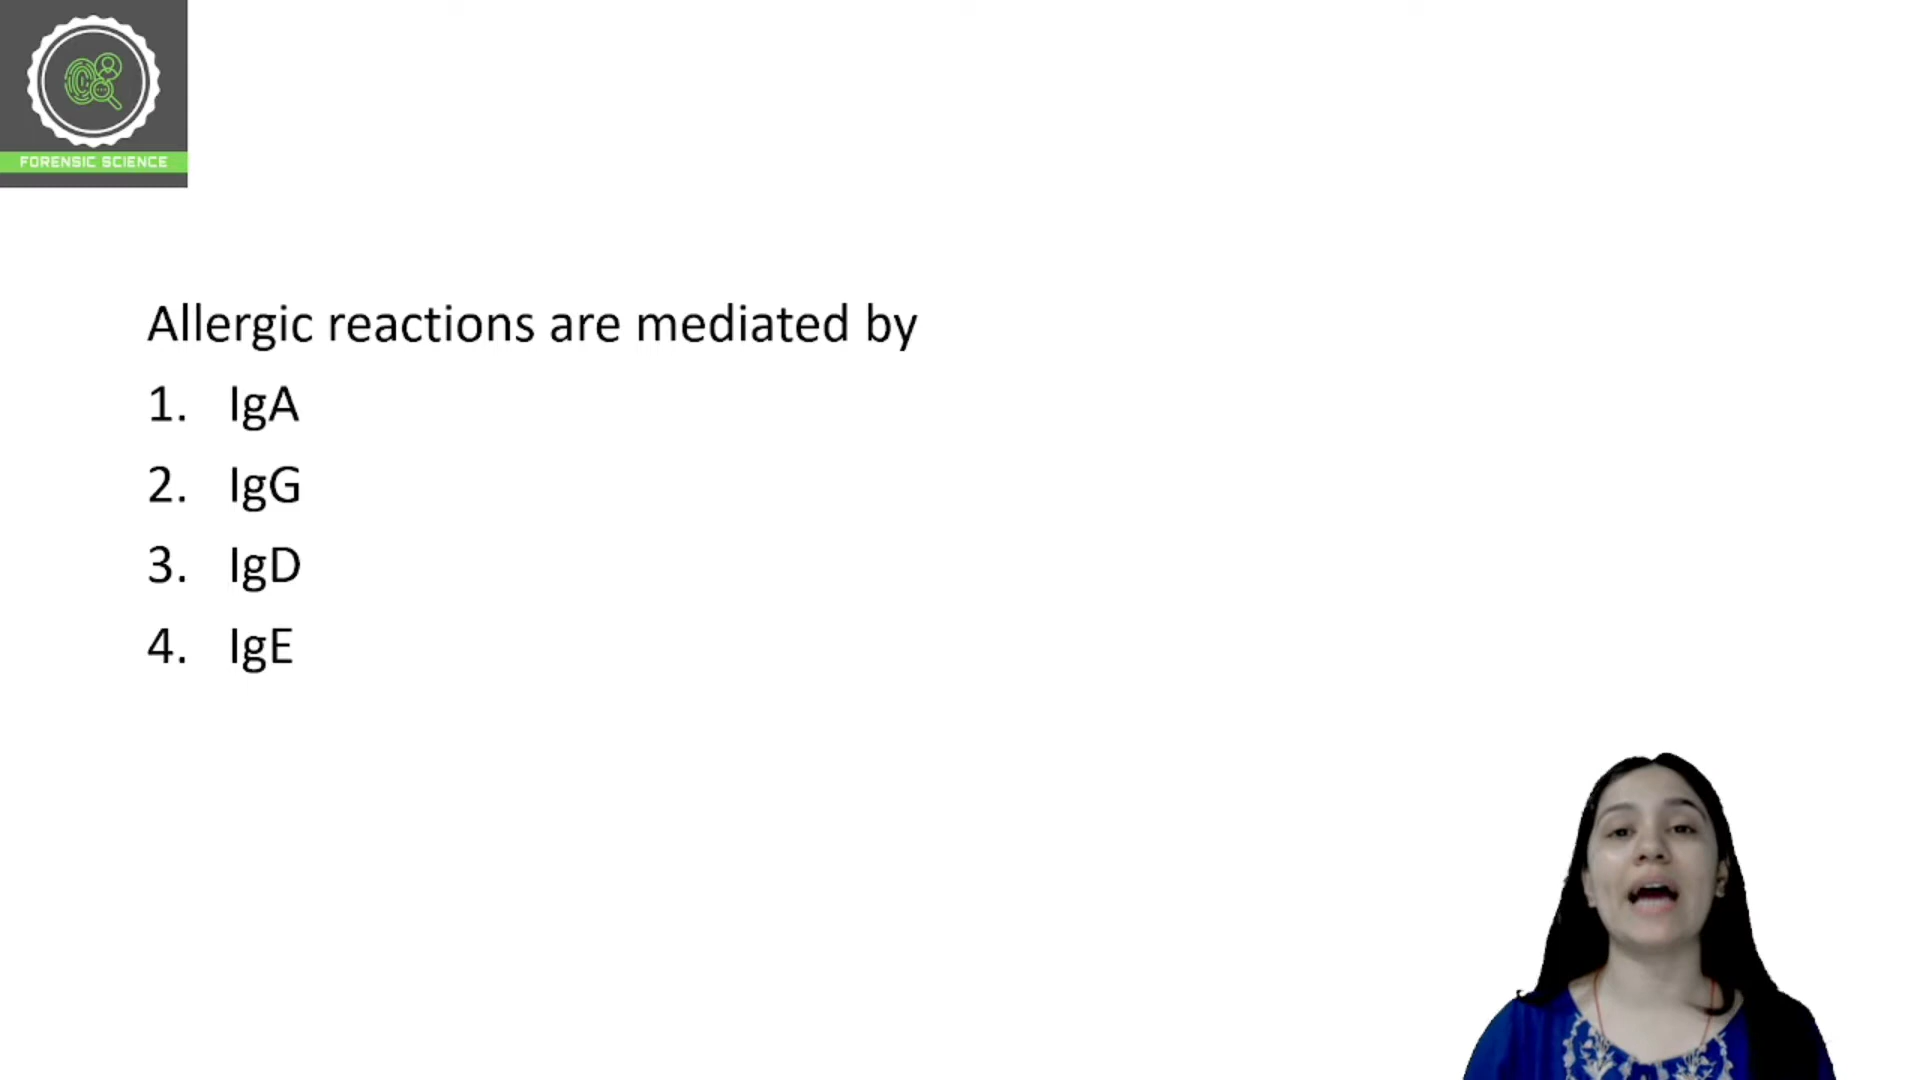 FORENSIC SCIENCE
Allergic reactions are mediated by
1. IgA
2. IgG
3. IgD
4. IgE